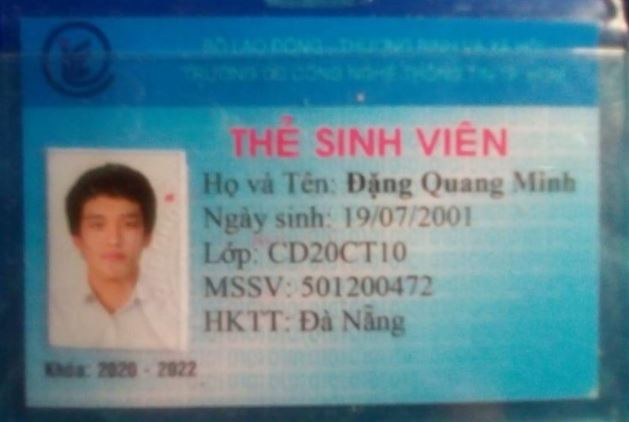 BỘ LAO ĐỘNG - THƯƠNG BINH VÀ XÃ HỘI
TRƯỜNG CĐ CÔNG NGHỆ THÔNG TIN TP. HCM
THẺ SINH VIÊN
Họ và Tên: Đặng Quang Minh
Ngày sinh: 19/07/2001
Lớp: CD20CT10
MSSV: 501200472
HKTT: Đà Nẵng
Khóa: 2020 - 2022